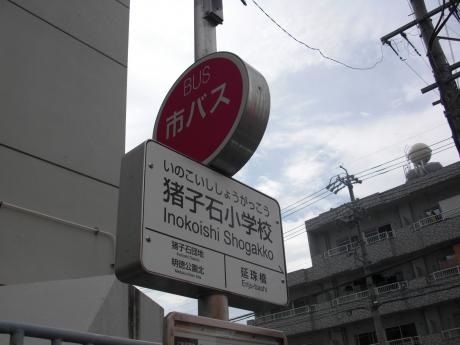 BUS
市バス
いのこいししょうがっこう
猪子石小学校
Inokoishi Shogakko
猪子石団地
明徳公園北
延珠橋
Enju-bashi